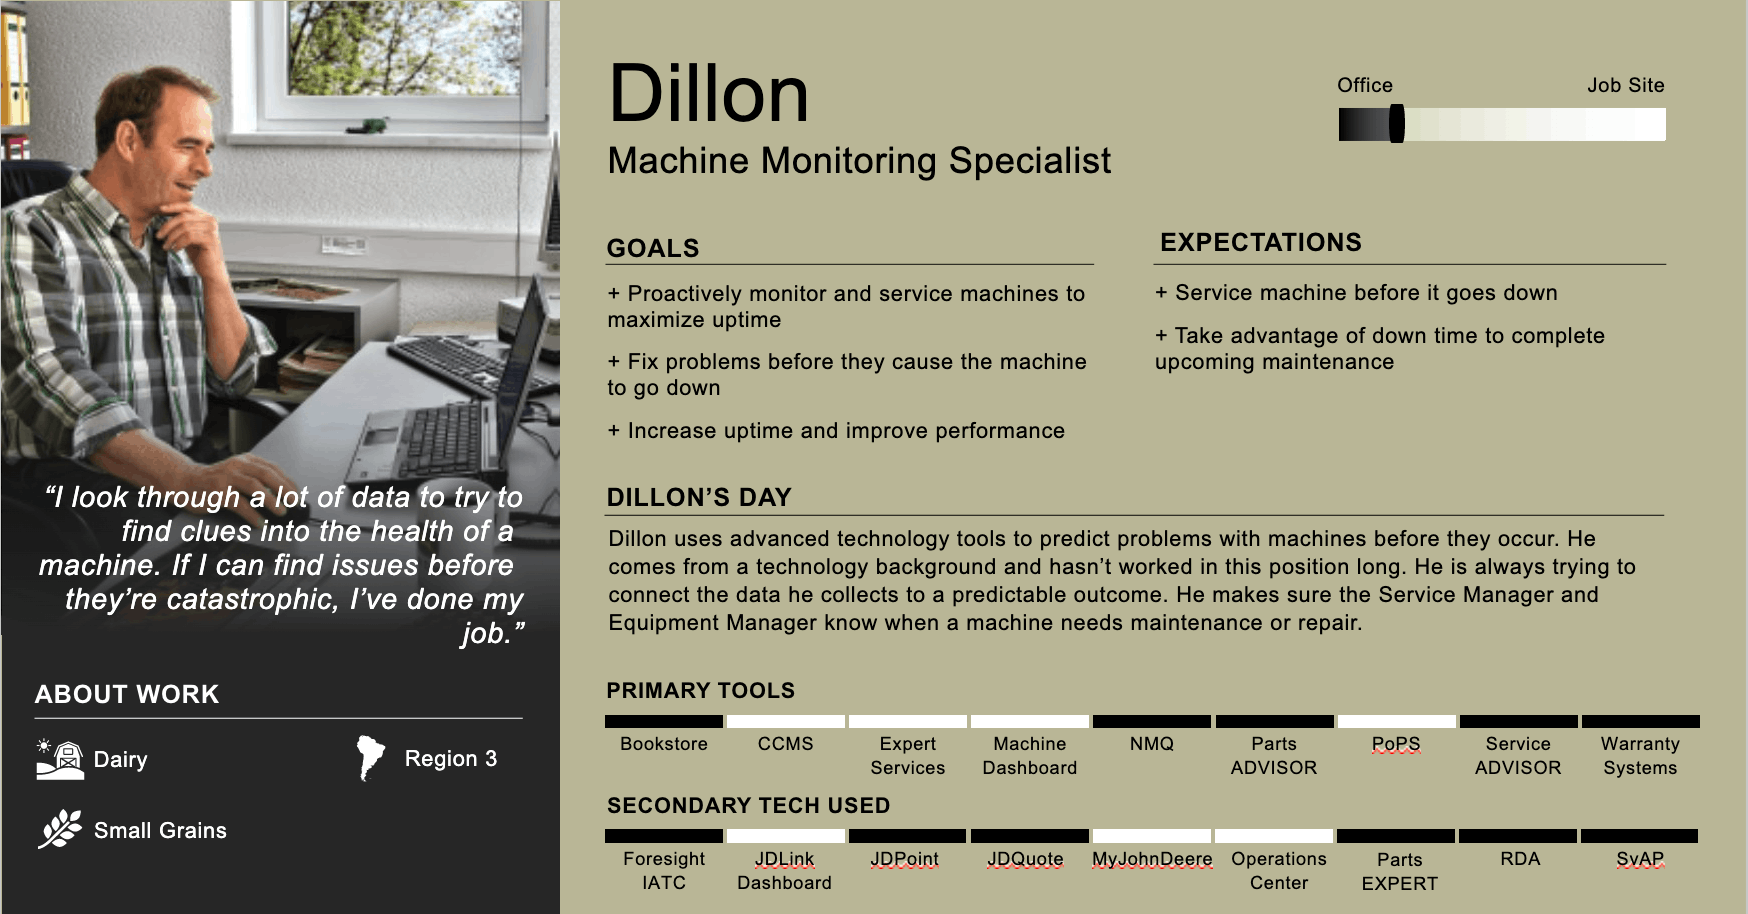 Dillon
Machine Monitoring Specialist
Office
Job Site
GOALS
+ Proactively monitor and service machines to
maximize uptime
+ Fix problems before they cause the machine
to go down
+ Increase uptime and improve performance
EXPECTATIONS
+ Service machine before it goes down
+ Take advantage of down time to complete
upcoming maintenance
DILLON’S DAY
Dillon uses advanced technology tools to predict problems with machines before they occur. He
comes from a technology background and hasn’t worked in this position long. He is always trying to
connect the data he collects to a predictable outcome. He makes sure the Service Manager and
Equipment Manager know when a machine needs maintenance or repair.
“I look through a lot of data to try to
find clues into the health of a
machine. If I can find issues before
they’re catastrophic, I’ve done my
job.”
ABOUT WORK
Dairy
Region 3
Small Grains
PRIMARY TOOLS
Bookstore
CCMS
Expert
Services
Machine
Dashboard
NMQ
Parts
ADVISOR
PoPS
Service
ADVISOR
Warranty
Systems
SECONDARY TECH USED
Foresight
IATC
JDLink
Dashboard
JDPoint
JDQuote
MyJohnDeere
Operations
Center
Parts
EXPERT
RDA
SvAP